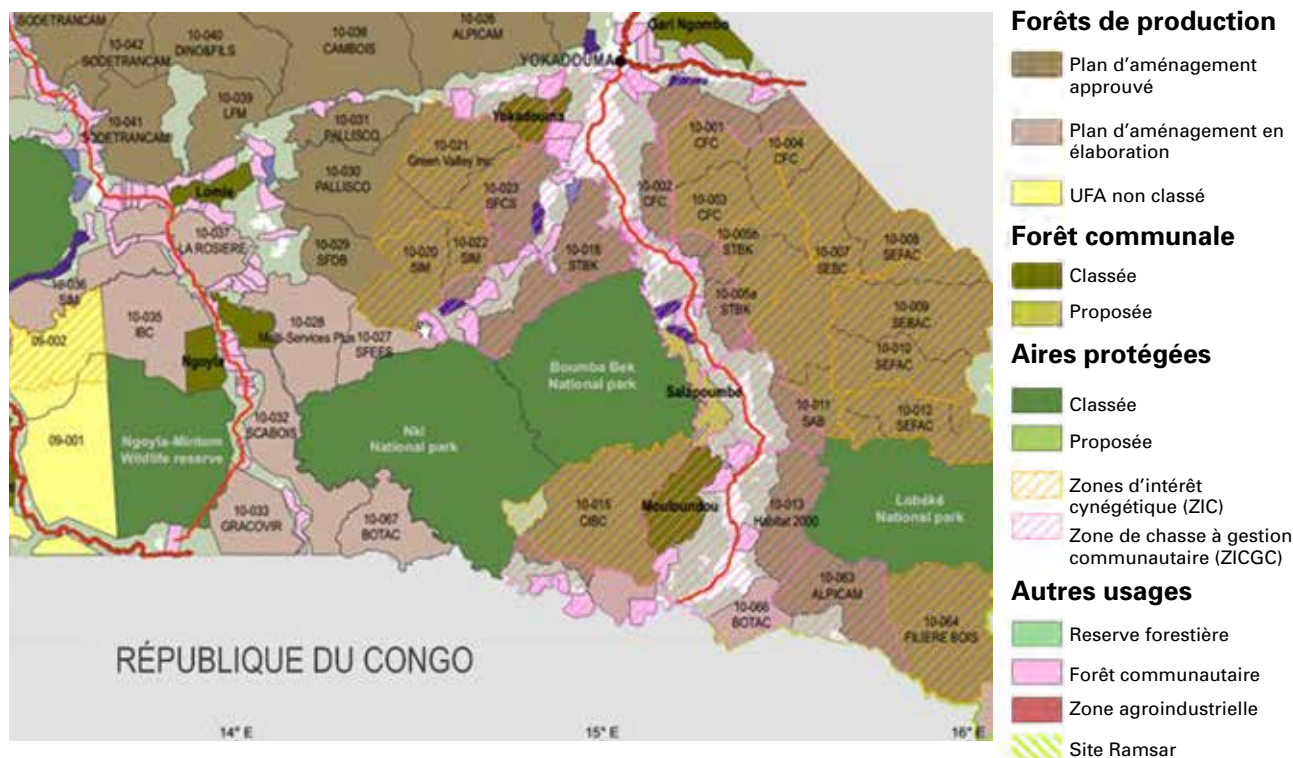 SODETRANCAM
10-042
SODETRANCAM
10-040
DINO&FILS
10-038
CAMBOIS
10-026
ALPICAM
Gari Ngombo
YOKADOUMA
10-041
SODETRANCAM
10-039
LFM
10-031
PALLISCO
10-030
PALLISCO
10-021
Green Valley Inc
Yokadouma
10-001
CFC
10-004
CFC
Lomie
10-023
SFCS
10-002
CFC
10-003
CFC
10-037
LA ROSIERE
10-029
SFDB
10-020
SIM
10-022
SIM
10-018
STBK
10-005b
STBK
10-007
SEBC
10-008
SEFAC
SIM
10-035
IBC
10-005a
STBK
10-009
SEBAC
09-002
10-028
Multi-Services Plus
10-027
SFEES
10-010
SEFAC
Ngoyla
Boumba Bek
National park
Salapoumbé
10-011
SAB
10-012
SEFAC
09-001
Ngoyla-Mintom
Wildlife reserve
10-032
SCABOIS
Nki
National park
10-033
GRACOVIR
10-067
BOTAC
10-015
CIBC
Mouloundou
10-013
Habitat 2000
Lobéké
National park
10-063
ALPICAM
10-066
BOTAC
10-064
FILIERE BOIS
RÉPUBLIQUE DU CONGO
14° E
15° E
16° E
Forêts de production
Plan d'aménagement
approuvé
Plan d'aménagement en
élaboration
UFA non classé
Forêt communale
Classée
Proposée
Aires protégées
Classée
Proposée
Zones d'intérêt
cynégétique (ZIC)
Zone de chasse à gestion
communautaire (ZICGC)
Autres usages
Reserve forestière
Forêt communautaire
Zone agroindustrielle
Site Ramsar